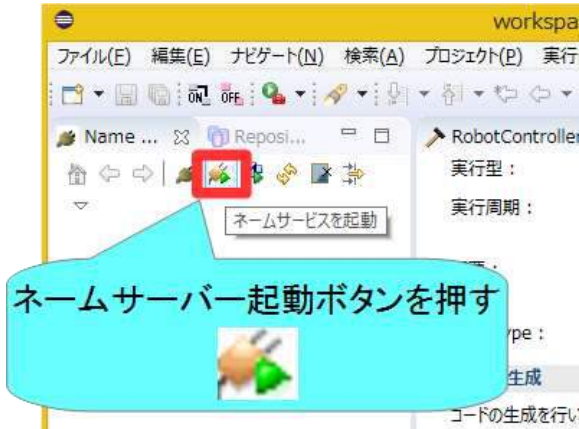 workspa
ファイル(F) 編集(E) ナビゲート(N) 検索(A) プロジェクト(P) 実行
ON OFF
Name ... Reposi... RobotController
実行型：
実行周期：
ネームサービスを起動
ネームサーバー起動ボタンを押す
ype：
生成
コードの生成を行い